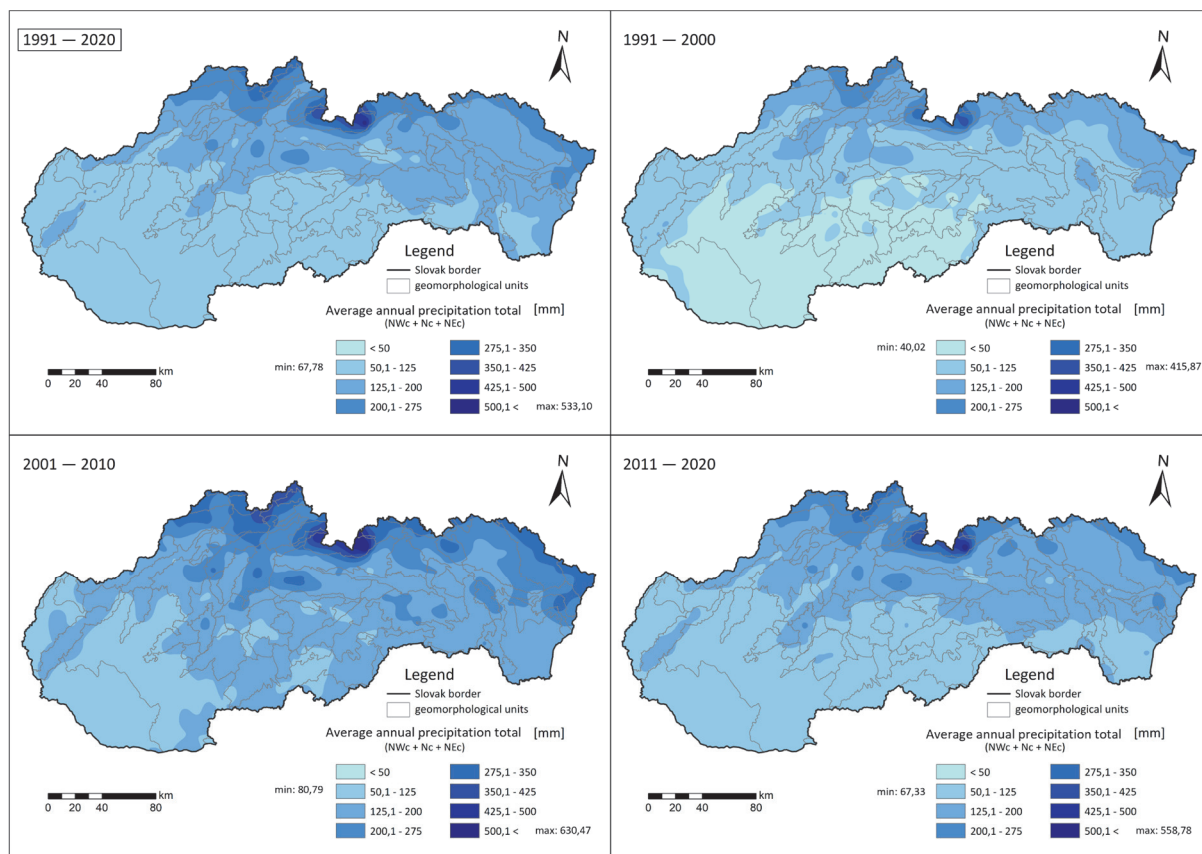 1991 — 2020
N
Legend
Slovak border
geomorphological units
Average annual precipitation total [mm]
(NWc + Nc + NEc)
< 50 275,1 - 350
50,1 - 125 350,1 - 425
125,1 - 200 425,1 - 500
200,1 - 275 500,1 <
min: 67,78
max: 533,10
km
0 20 40 80
1991 — 2000
N
Legend
Slovak border
geomorphological units
Average annual precipitation total [mm]
(NWc + Nc + NEc)
min: 40,02
< 50 275,1 - 350
50,1 - 125 350,1 - 425
max: 415,87
125,1 - 200 425,1 - 500
200,1 - 275 500,1 <
km
0 20 40 80
2001 — 2010
N
Legend
Slovak border
geomorphological units
Average annual precipitation total [mm]
(NWc + Nc + NEc)
< 50 275,1 - 350
min: 80,79
50,1 - 125 350,1 - 425
125,1 - 200 425,1 - 500
200,1 - 275 500,1 <
max: 630,47
km
0 20 40 80
2011 — 2020
N
Legend
Slovak border
geomorphological units
Average annual precipitation total [mm]
(NWc + Nc + NEc)
< 50 275,1 - 350
min: 67,33
50,1 - 125 350,1 - 425
125,1 - 200 425,1 - 500
200,1 - 275 500,1 <
max: 558,78
km
0 20 40 80